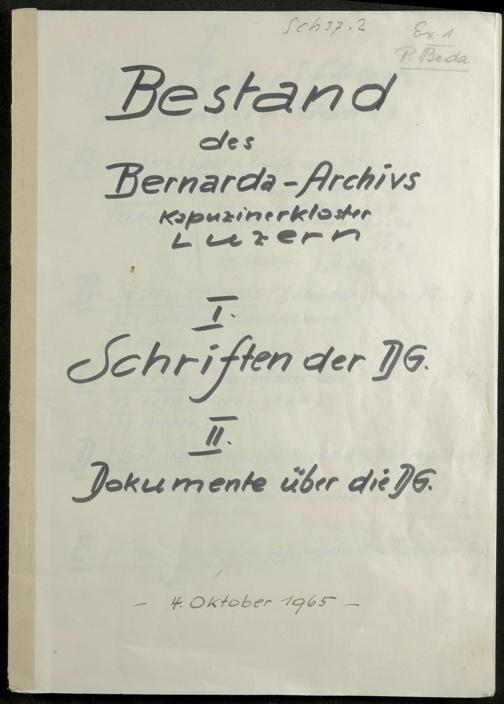 Sch 37.2
Ex. 1
P. Beda
Bestand
des
Bernarda-Archivs
Kapuzinerkloster
Luzern
I.
Schriften der DG.
II.
Dokumente über die DG.
- 4. Oktober 1965 -